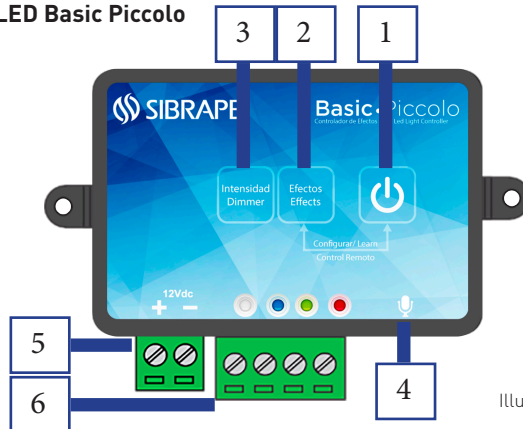 LED Basic Piccolo
3
2
1
SIBRAPE
Basic Piccolo
Controlador de Efectos Led Light Controller
Intensidad
Dimmer
Efectos
Effects
Configurar/ Learn
Control Remoto
12Vdc
+ −
5
6
4
Illu